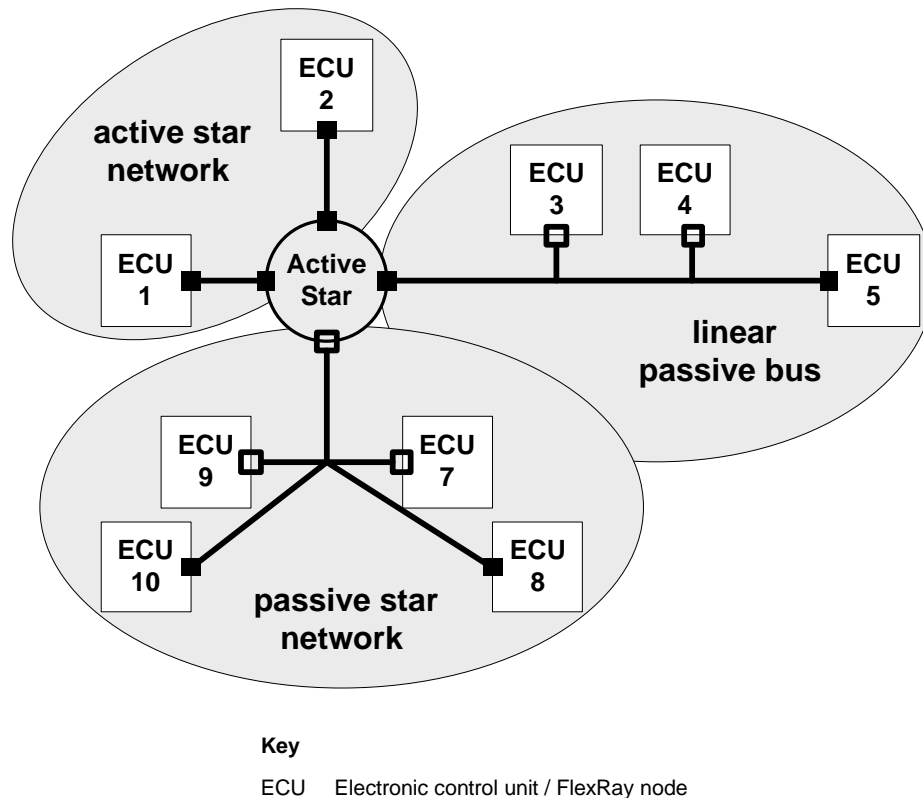 ECU
2
active star
network
ECU
3
ECU
4
ECU
1
Active
Star
ECU
5
linear
passive bus
ECU
9
ECU
7
ECU
10
ECU
8
passive star
network
Key
ECU Electronic control unit / FlexRay node